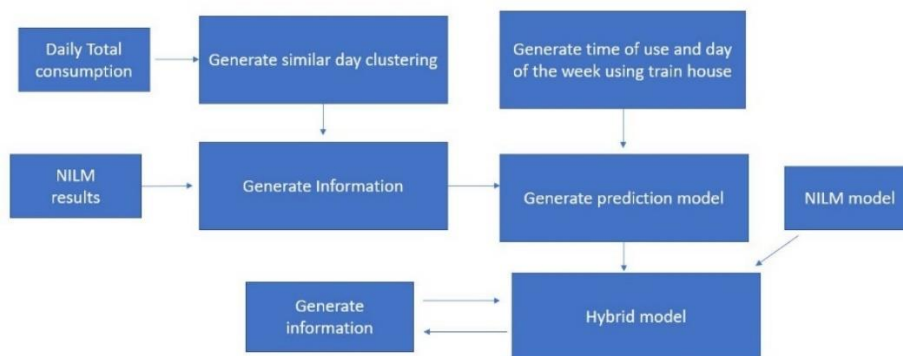 Daily Total
consumption
Generate similar day clustering
Generate time of use and day
of the week using train house
NILM
results
Generate Information
Generate prediction model
NILM model
Generate
information
Hybrid model